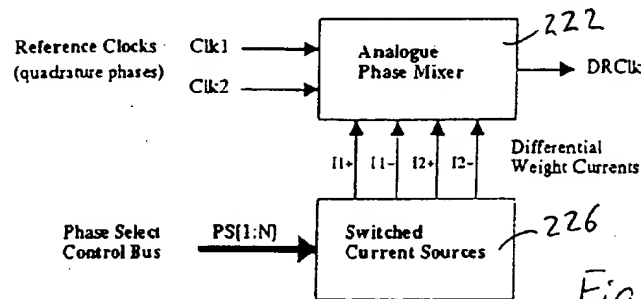 Reference Clocks
(quadrature phases)
Clk1
Clk2
Analogue
Phase Mixer
222
DRClk
I1+ I1- I2+ I2-
Differential
Weight Currents
Phase Select
Control Bus
PS[1:N]
Switched
Current Sources
226
Fig